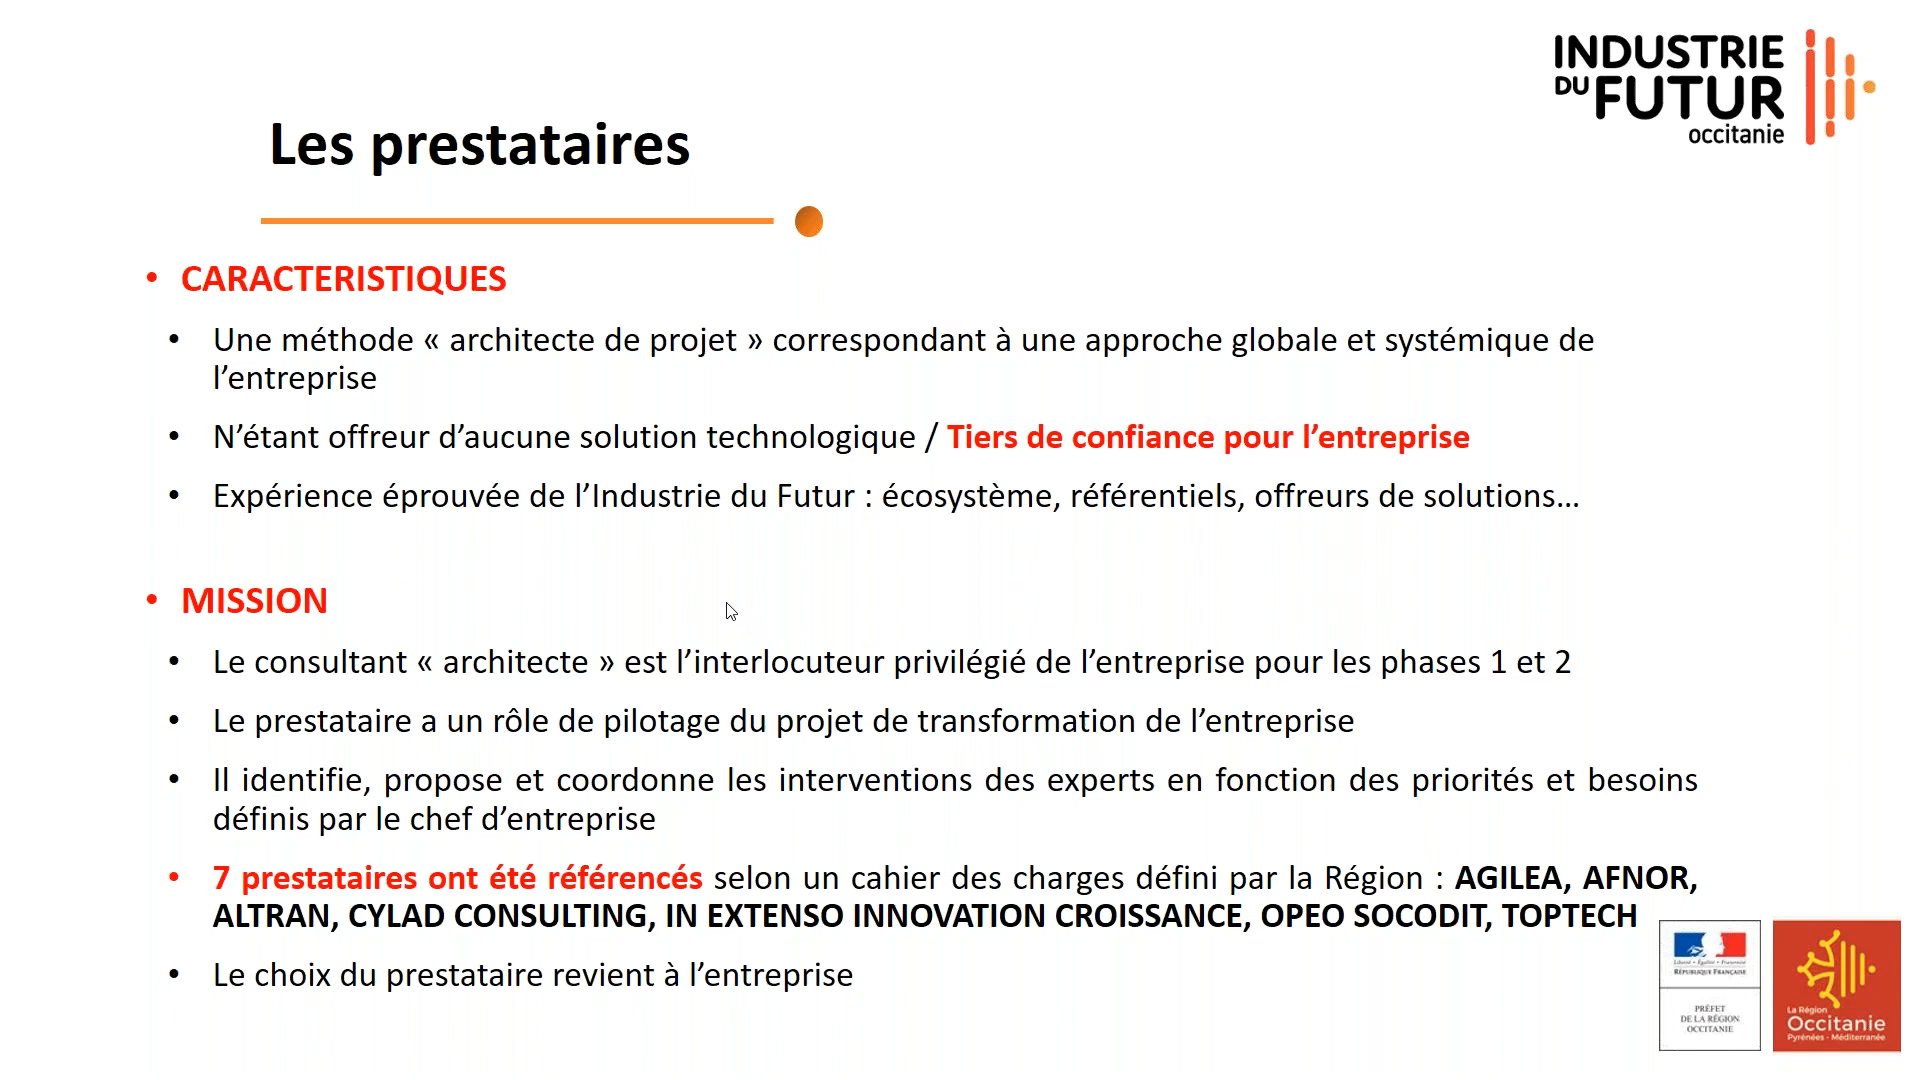 INDUSTRIE
DU FUTUR
occitanie
Les prestataires
• CARACTERISTIQUES
• Une méthode « architecte de projet » correspondant à une approche globale et systémique de
l’entreprise
• N’étant offreur d’aucune solution technologique / Tiers de confiance pour l’entreprise
• Expérience éprouvée de l’Industrie du Futur : écosystème, référentiels, offreurs de solutions…
• MISSION
• Le consultant « architecte » est l’interlocuteur privilégié de l’entreprise pour les phases 1 et 2
• Le prestataire a un rôle de pilotage du projet de transformation de l’entreprise
• Il identifie, propose et coordonne les interventions des experts en fonction des priorités et besoins
définis par le chef d’entreprise
• 7 prestataires ont été référencés selon un cahier des charges défini par la Région : AGILEA, AFNOR,
ALTRAN, CYLAD CONSULTING, IN EXTENSO INNOVATION CROISSANCE, OPEO SOCODIT, TOPTECH
• Le choix du prestataire revient à l’entreprise
Liberté • Égalité • Fraternité
RÉPUBLIQUE FRANÇAISE
PRÉFET
DE LA RÉGION
OCCITANIE
La Région
Occitanie
Pyrénées - Méditerranée